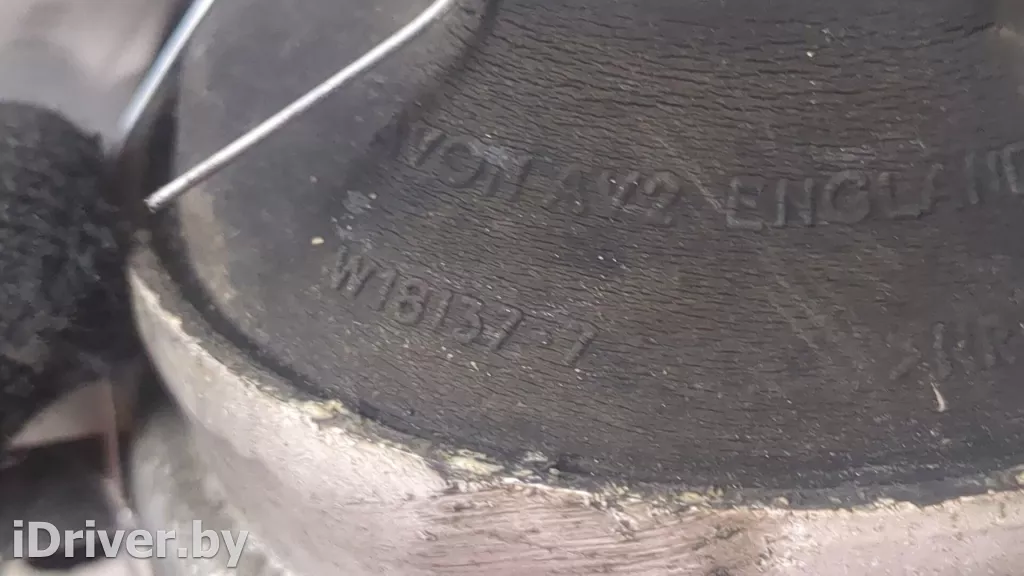 AVON AV2 ENGLAND
W18137-1
iDriver.by